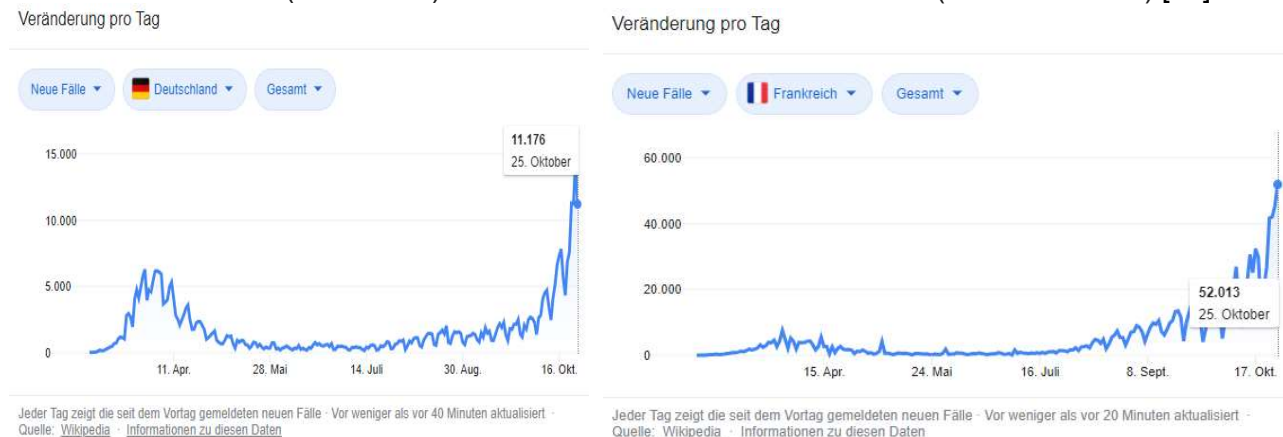 Veränderung pro Tag
Neue Fälle
Deutschland
Gesamt
11.176
25. Oktober
15.000
10.000
5.000
0
11. Apr.
28. Mai
14. Juli
30. Aug.
16. Okt.
Jeder Tag zeigt die seit dem Vortag gemeldeten neuen Fälle · Vor weniger als vor 40 Minuten aktualisiert ·
Quelle: Wikipedia · Informationen zu diesen Daten
Veränderung pro Tag
Neue Fälle
Frankreich
Gesamt
60.000
40.000
20.000
0
52.013
25. Oktober
15. Apr.
24. Mai
16. Juli
8. Sept.
17. Okt.
Jeder Tag zeigt die seit dem Vortag gemeldeten neuen Fälle · Vor weniger als vor 20 Minuten aktualisiert ·
Quelle: Wikipedia · Informationen zu diesen Daten